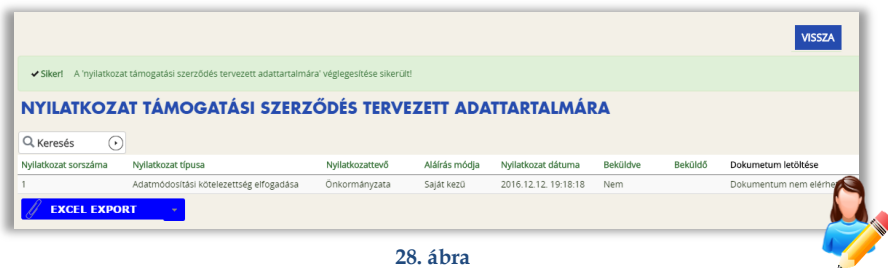 VISSZA
✔ Siker! A 'nyilatkozat támogatási szerződés tervezett adattartalmára' véglegesítése sikerült!
NYILATKOZAT TÁMOGATÁSI SZERZŐDÉS TERVEZETT ADATTARTALMÁRA
Keresés
Nyilatkozat sorszáma Nyilatkozat típusa Nyilatkozattevő Aláírás módja Nyilatkozat dátuma Beküldve Beküldő Dokumetum letöltése
1 Adatmódosítási kötelezettség elfogadása Önkormányzata Saját kezű 2016.12.12. 19:18:18 Nem Dokumentum nem elérhe
EXCEL EXPORT
28. ábra